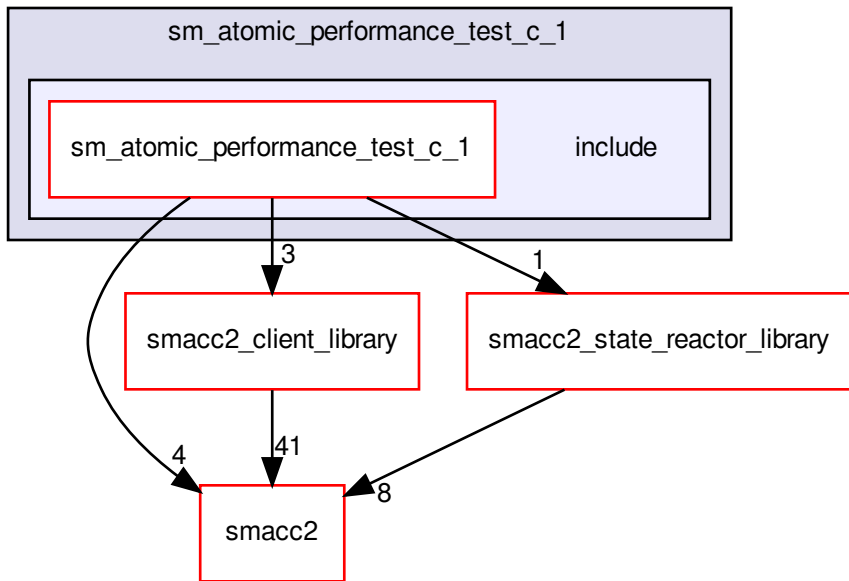 sm_atomic_performance_test_c_1
sm_atomic_performance_test_c_1
include
3
1
smacc2_client_library
smacc2_state_reactor_library
4
41
8
smacc2